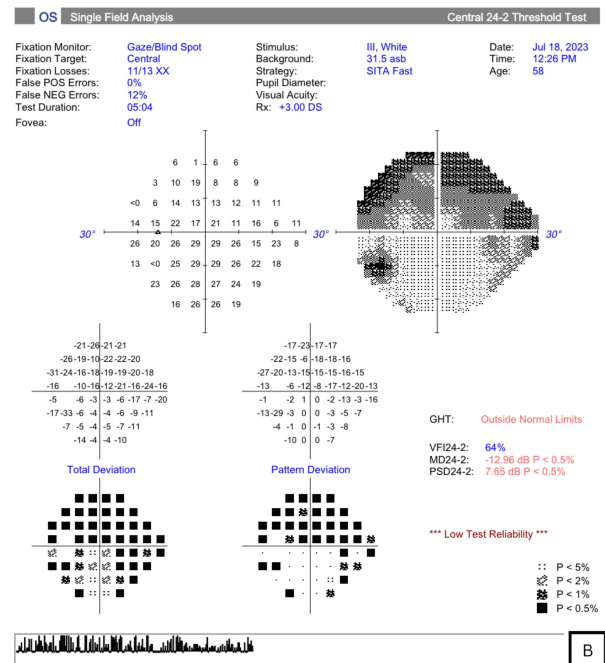 OS Single Field Analysis Central 24-2 Threshold Test
Fixation Monitor: Gaze/Blind Spot Stimulus: III, White Date: Jul 18, 2023
Fixation Target: Central Background: 31.5 asb Time: 12:26 PM
Fixation Losses: 11/13 XX Strategy: SITA Fast Age: 58
False POS Errors: 0% Pupil Diameter:
False NEG Errors: 12% Visual Acuity:
Test Duration: 05:04 Rx: +3.00 DS
Fovea: Off
6 1 6 6
3 10 19 8 8 9
<0 6 14 13 13 12 11 11
14 15 22 17 21 11 16 6 11
30° 30° 30°
26 20 26 29 29 26 15 23 8
13 <0 25 29 29 26 22 18
23 26 28 27 24 19
16 26 26 19
-21 -26 -21 -21 -17 -23 -17 -17
-26 -19 -10 -22 -22 -20 -22 -15 -6 -18 -18 -16
-31 -24 -16 -18 -19 -19 -20 -18 -27 -20 -13 -15 -15 -15 -16 -15
-16 -10 -16 -12 -21 -16 -24 -16 -13 -6 -12 -8 -17 -12 -20 -13
-5 -6 -3 -3 -6 -17 -7 -20 -1 -2 1 0 -2 -13 -3 -16
-17 -33 -6 -4 -4 -6 -9 -11 -13 -29 -3 0 0 -3 -5 -7
-7 -5 -4 -5 -7 -11 -4 -1 0 -1 -3 -8
-14 -4 -4 -10 -10 0 0 -7
GHT: Outside Normal Limits
VFI24-2: 64%
MD24-2: -12.96 dB P < 0.5%
PSD24-2: 7.65 dB P < 0.5%
Total Deviation Pattern Deviation
*** Low Test Reliability ***
P < 5%
P < 2%
P < 1%
P < 0.5%
B